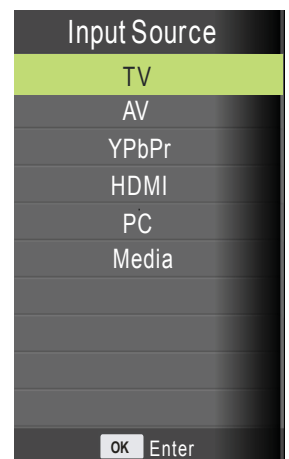 Input Source
TV
AV
YPbPr
HDMI
PC
Media
OK Enter